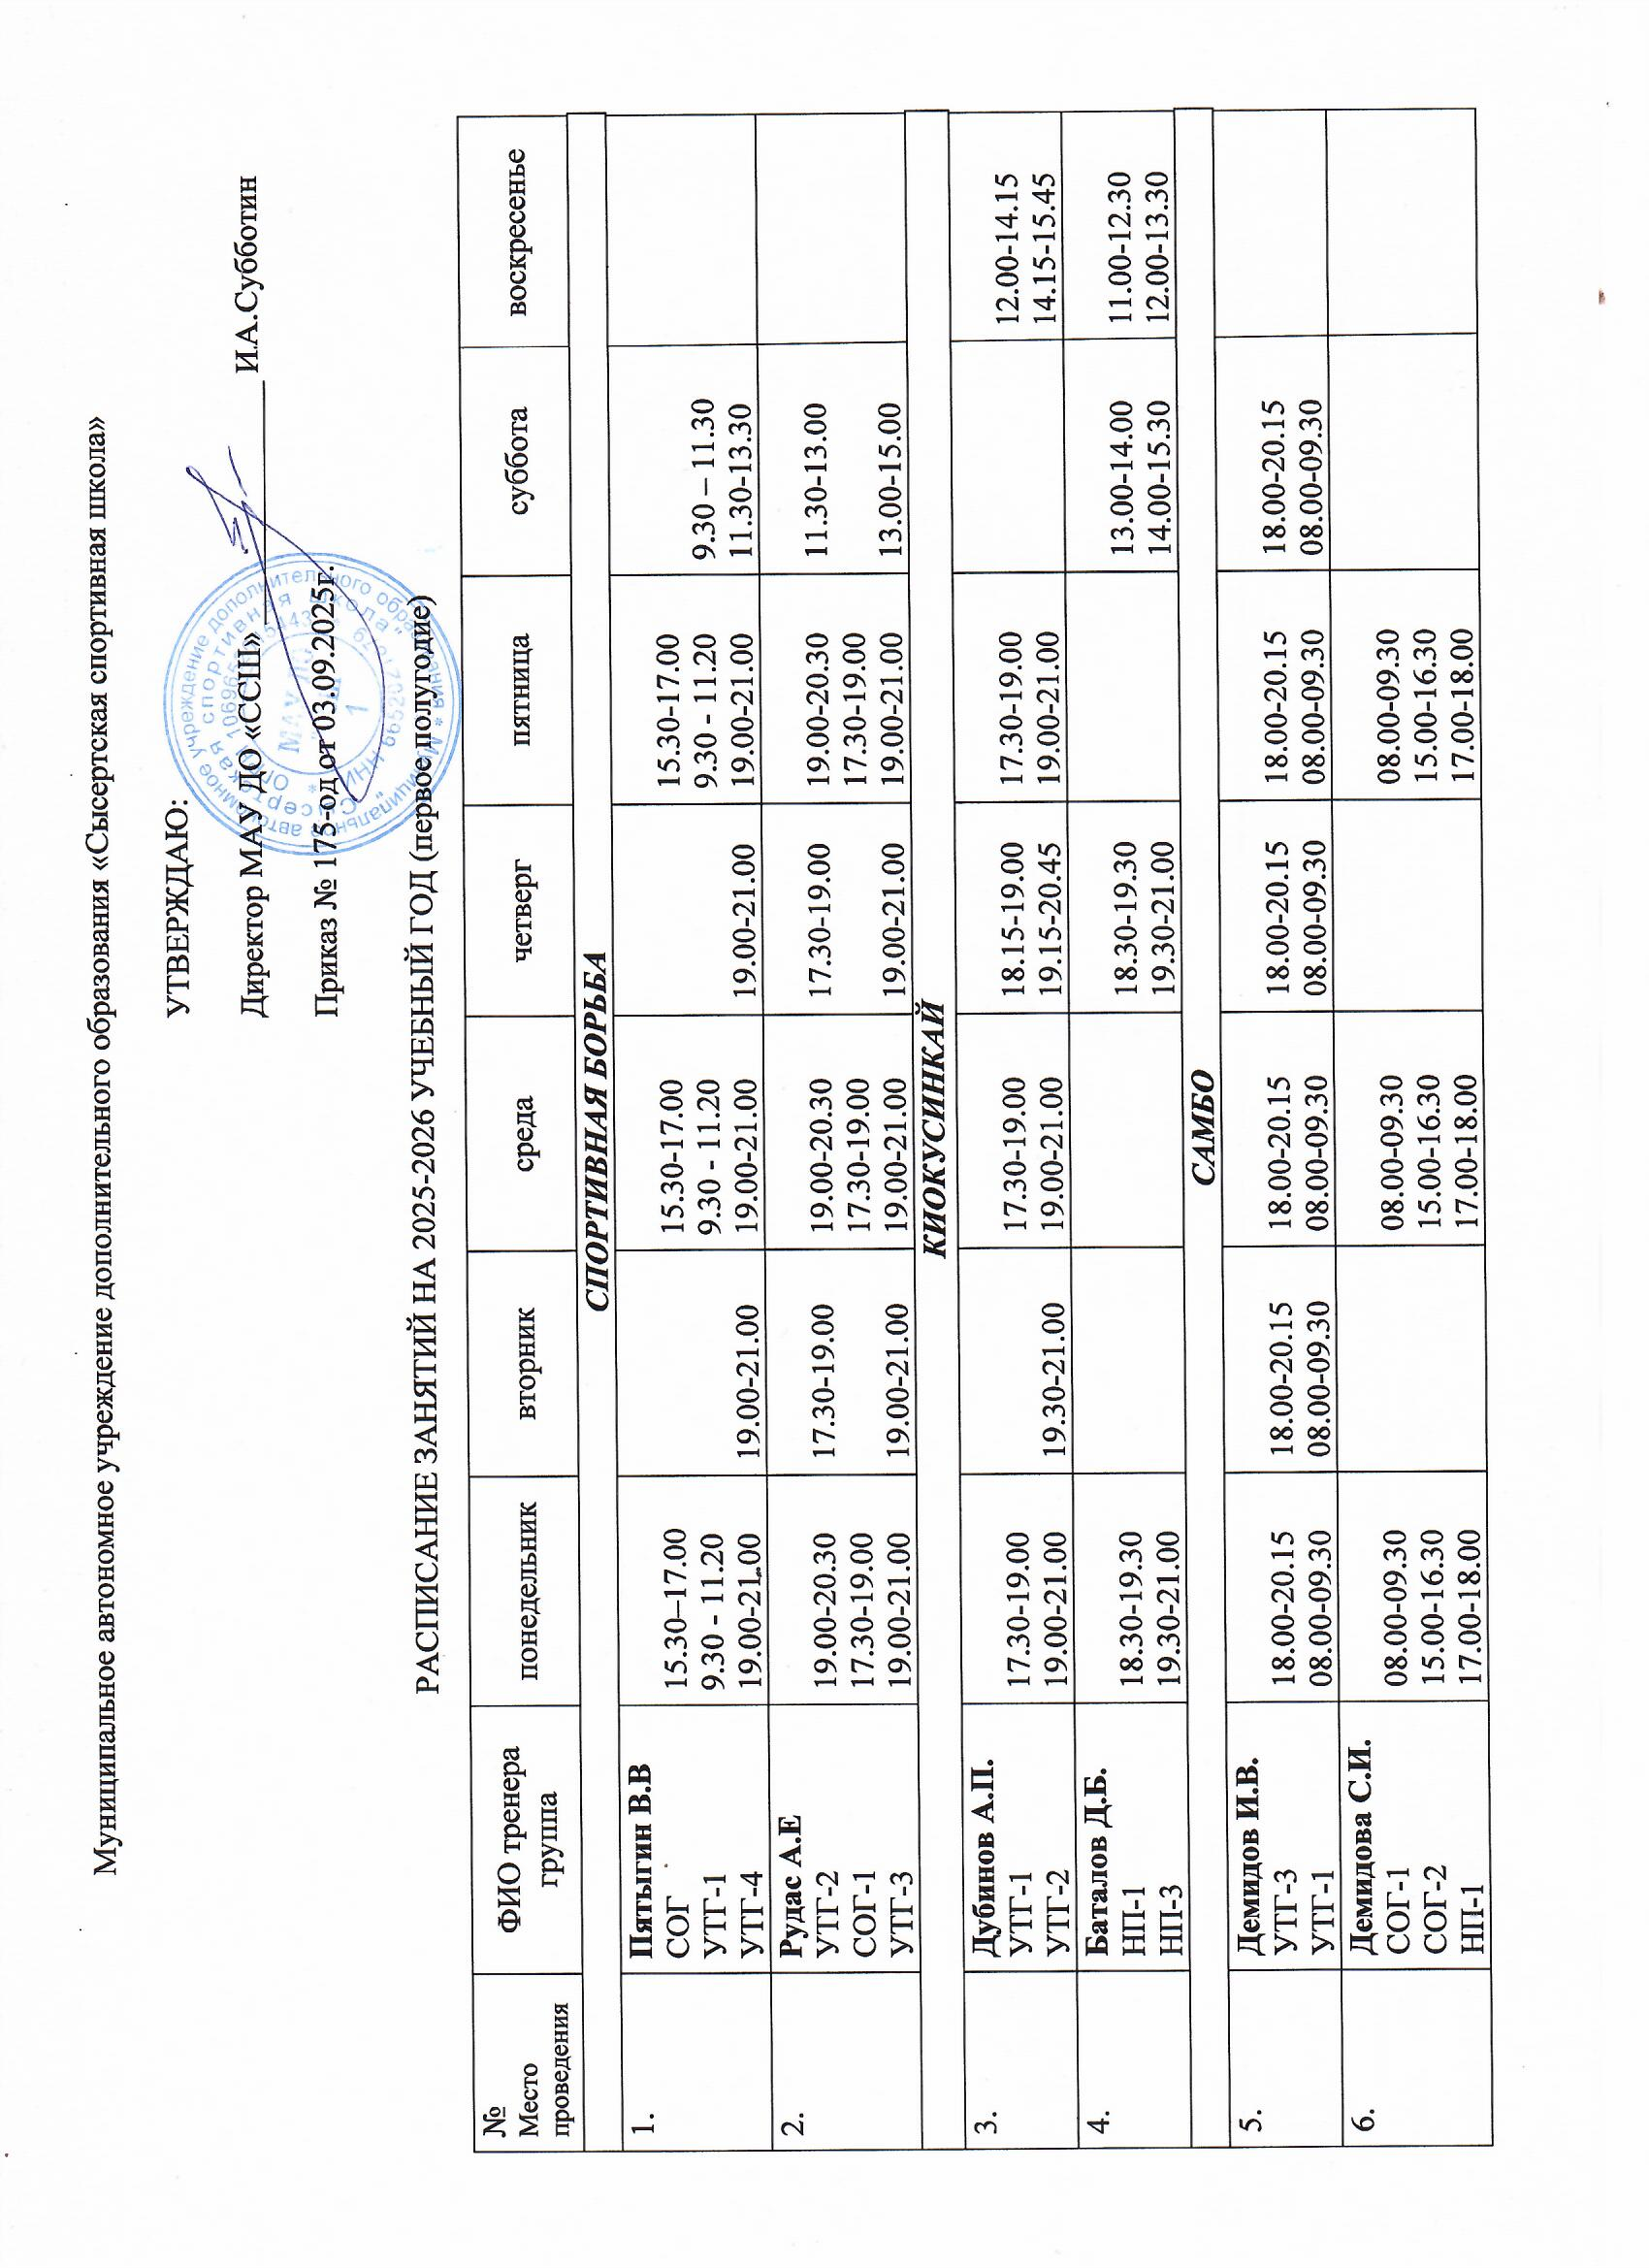 Муниципальное автономное учреждение дополнительного образования «Сысертская спортивная школа»
УТВЕРЖДАЮ:
Директор МАУ ДО «ССШ» И.А.Субботин
Приказ № 175-од от 03.09.2025г.
РАСПИСАНИЕ ЗАНЯТИЙ НА 2025-2026 УЧЕБНЫЙ ГОД (первое полугодие)
№ Место проведения ФИО тренера группа понедельник вторник среда четверг пятница суббота воскресенье
СПОРТИВНАЯ БОРЬБА
1. Пятыгин В.В
СОГ 15.30–17.00 15.30-17.00 15.30-17.00
УТГ-1 9.30 - 11.20 9.30 - 11.20 9.30 - 11.20 9.30 – 11.30
УТГ-4 19.00-21.00 19.00-21.00 19.00-21.00 19.00-21.00 19.00-21.00 11.30-13.30
2. Рудас А.Е
УТГ-2 19.00-20.30 17.30-19.00 19.00-20.30 17.30-19.00 19.00-20.30 11.30-13.00
СОГ-1 17.30-19.00 17.30-19.00 17.30-19.00
УТГ-3 19.00-21.00 19.00-21.00 19.00-21.00 19.00-21.00 19.00-21.00 13.00-15.00
КИОКУСИНКАЙ
3. Дубинов А.П.
УТГ-1 17.30-19.00 17.30-19.00 18.15-19.00 17.30-19.00 12.00-14.15
УТГ-2 19.00-21.00 19.30-21.00 19.00-21.00 19.15-20.45 19.00-21.00 14.15-15.45
4. Баталов Д.Б.
НП-1 18.30-19.30 18.30-19.30 13.00-14.00 11.00-12.30
НП-3 19.30-21.00 19.30-21.00 14.00-15.30 12.00-13.30
САМБО
5. Демидов И.В.
УТГ-3 18.00-20.15 18.00-20.15 18.00-20.15 18.00-20.15 18.00-20.15 18.00-20.15
УТГ-1 08.00-09.30 08.00-09.30 08.00-09.30 08.00-09.30 08.00-09.30 08.00-09.30
6. Демидова С.И.
СОГ-1 08.00-09.30 08.00-09.30 08.00-09.30
СОГ-2 15.00-16.30 15.00-16.30 15.00-16.30
НП-1 17.00-18.00 17.00-18.00 17.00-18.00